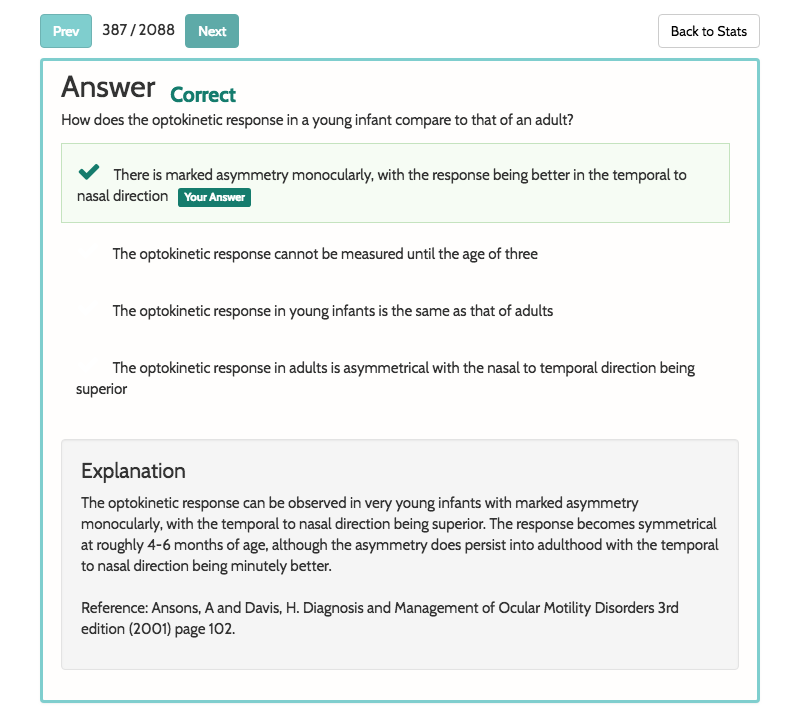 Prev 387 / 2088 Next Back to Stats
Answer Correct
How does the optokinetic response in a young infant compare to that of an adult?
There is marked asymmetry monocularly, with the response being better in the temporal to
nasal direction Your Answer
The optokinetic response cannot be measured until the age of three
The optokinetic response in young infants is the same as that of adults
The optokinetic response in adults is asymmetrical with the nasal to temporal direction being
superior
Explanation
The optokinetic response can be observed in very young infants with marked asymmetry
monocularly, with the temporal to nasal direction being superior. The response becomes symmetrical
at roughly 4-6 months of age, although the asymmetry does persist into adulthood with the temporal
to nasal direction being minutely better.
Reference: Ansons, A and Davis, H. Diagnosis and Management of Ocular Motility Disorders 3rd
edition (2001) page 102.